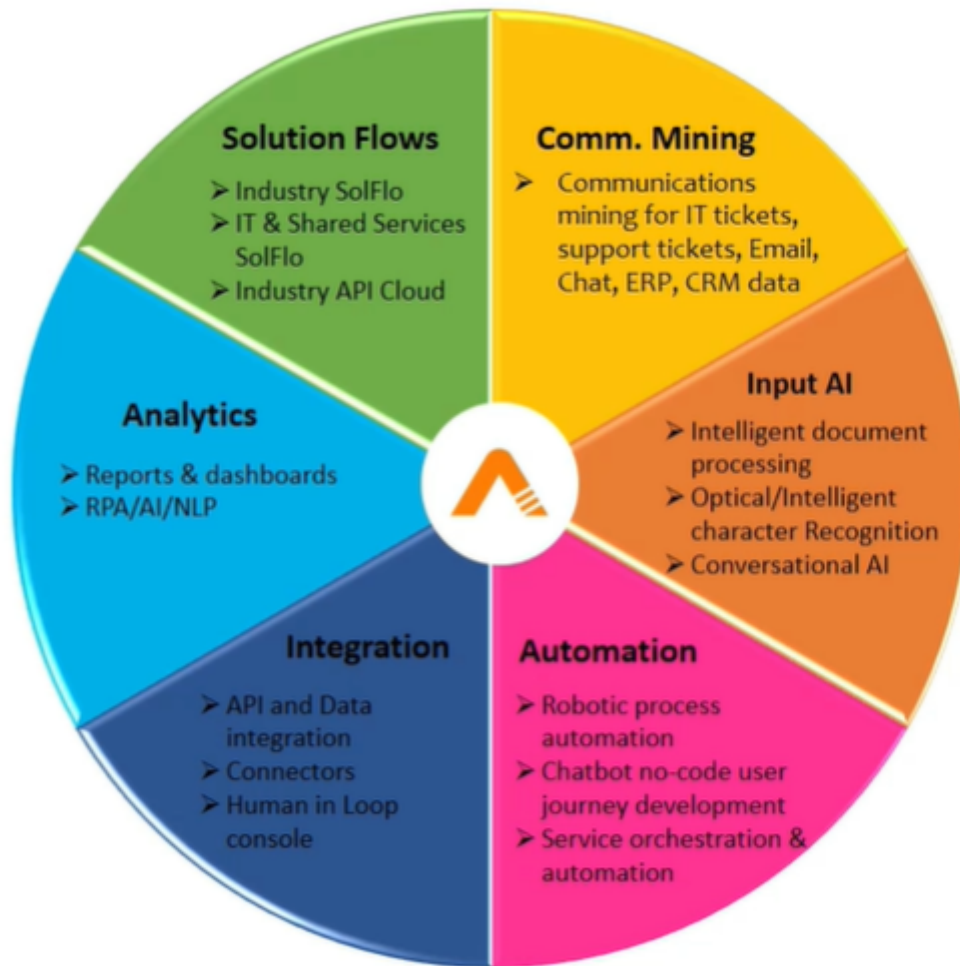 Solution Flows
➤ Industry SolFlo
➤ IT & Shared Services
SolFlo
➤ Industry API Cloud
Comm. Mining
➤ Communications
mining for IT tickets,
support tickets, Email,
Chat, ERP, CRM data
Input AI
➤ Intelligent document
processing
➤ Optical/Intelligent
character Recognition
➤ Conversational AI
Automation
➤ Robotic process
automation
➤ Chatbot no-code user
journey development
➤ Service orchestration &
automation
Integration
➤ API and Data
integration
➤ Connectors
➤ Human in Loop
console
Analytics
➤ Reports & dashboards
➤ RPA/AI/NLP